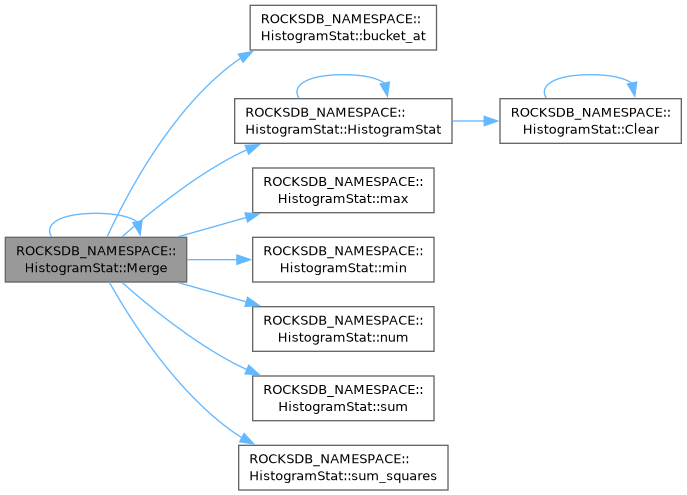 ROCKSDB_NAMESPACE::
HistogramStat::bucket_at
ROCKSDB_NAMESPACE::
HistogramStat::HistogramStat
ROCKSDB_NAMESPACE::
HistogramStat::Clear
ROCKSDB_NAMESPACE::
HistogramStat::max
ROCKSDB_NAMESPACE::
HistogramStat::Merge
ROCKSDB_NAMESPACE::
HistogramStat::min
ROCKSDB_NAMESPACE::
HistogramStat::num
ROCKSDB_NAMESPACE::
HistogramStat::sum
ROCKSDB_NAMESPACE::
HistogramStat::sum_squares